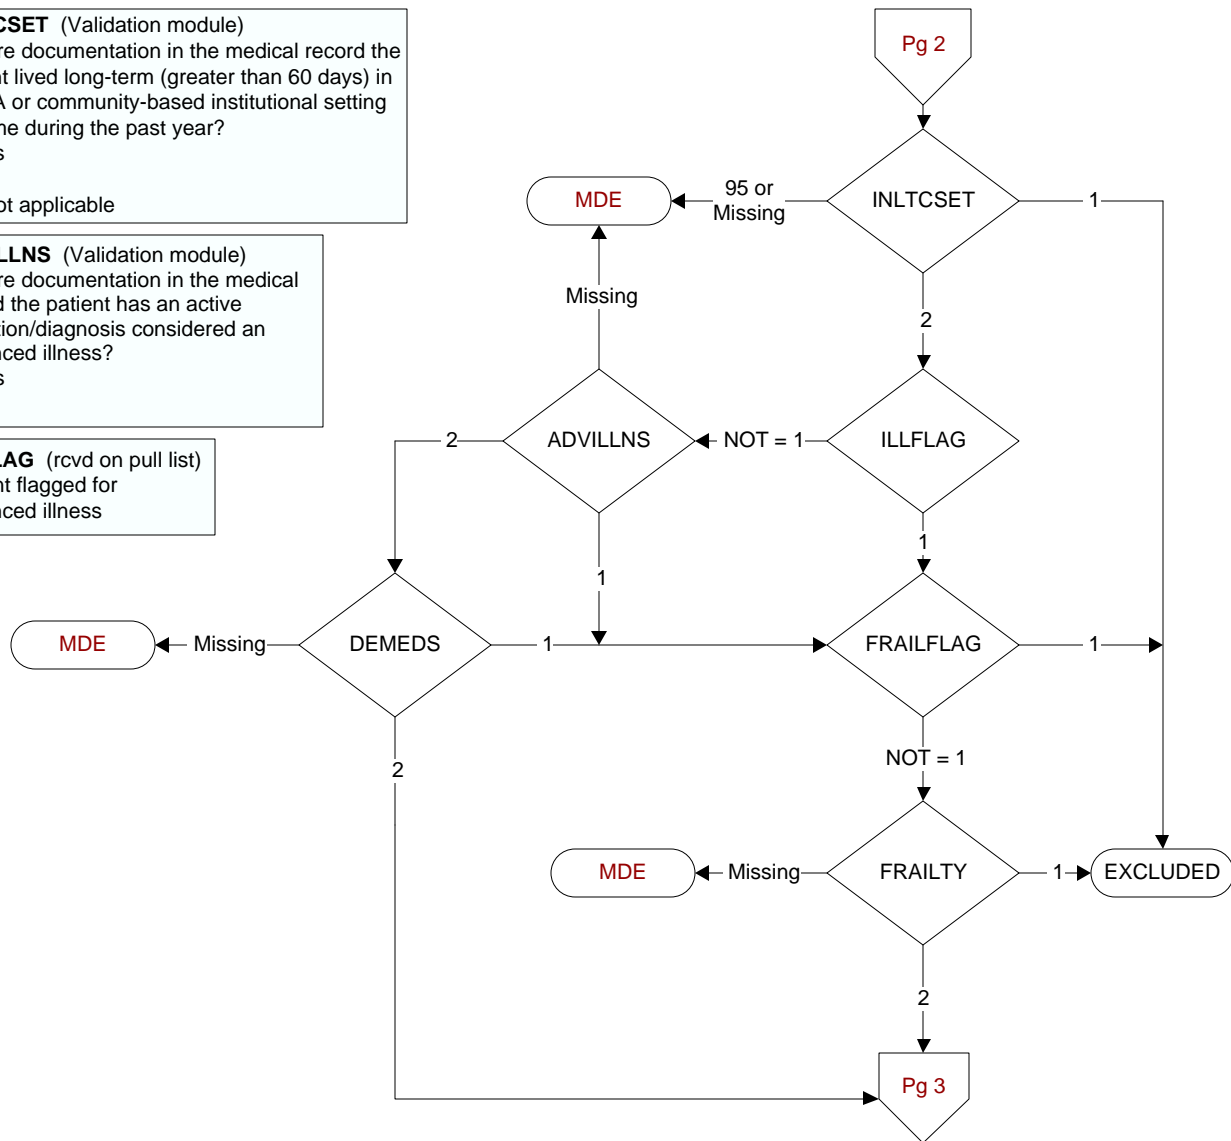 CSET (Validation module)
re documentation in the medical record the
t lived long-term (greater than 60 days) in
A or community-based institutional setting
ne during the past year?
s
ot applicable
LLNS (Validation module)
re documentation in the medical
d the patient has an active
tion/diagnosis considered an
nced illness?
s
LAG (rcvd on pull list)
nt flagged for
nced illness
Pg 2
INLTCSET
95 or
Missing
MDE
1
2
Missing
ILLFLAG
NOT = 1
ADVILLNS
2
1
1
DEMEDS
Missing
MDE
1
FRAILFLAG
1
2
NOT = 1
FRAILTY
Missing
MDE
1
EXCLUDED
2
Pg 3